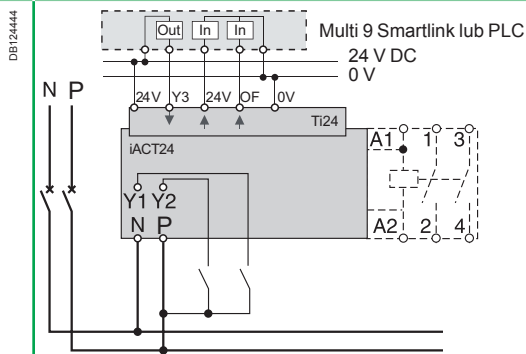 DB124444
Out In In Multi 9 Smartlink lub PLC
24 V DC
0 V
N P
24V Y3 24V OF 0V
Ti24
iACT24
A1 1 3
Y1 Y2
N P
A2 2 4